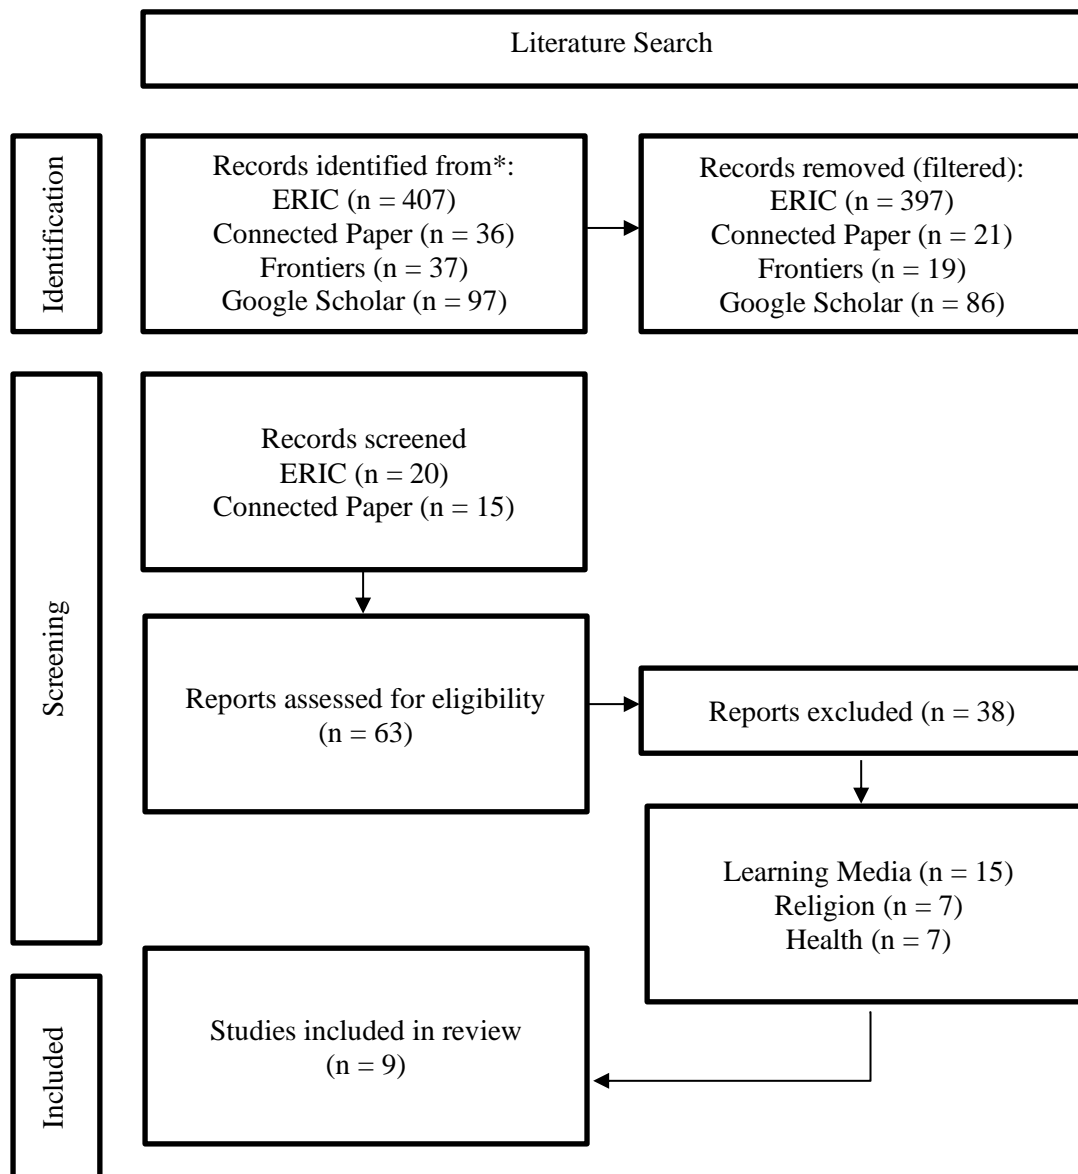 Literature Search
Identification
Records identified from*:
ERIC (n = 407)
Connected Paper (n = 36)
Frontiers (n = 37)
Google Scholar (n = 97)
Records removed (filtered):
ERIC (n = 397)
Connected Paper (n = 21)
Frontiers (n = 19)
Google Scholar (n = 86)
Screening
Records screened
ERIC (n = 20)
Connected Paper (n = 15)
Reports assessed for eligibility
(n = 63)
Reports excluded (n = 38)
Learning Media (n = 15)
Religion (n = 7)
Health (n = 7)
Included
Studies included in review
(n = 9)